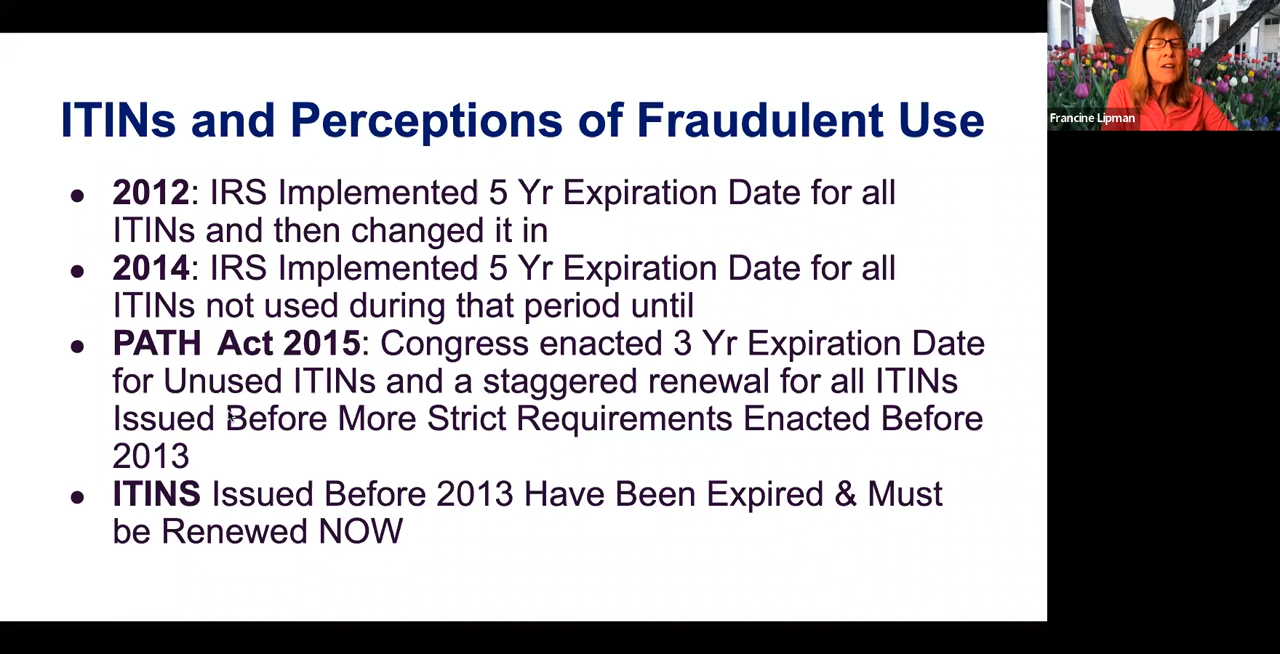 ITINs and Perceptions of Fraudulent Use
• 2012: IRS Implemented 5 Yr Expiration Date for all
ITINs and then changed it in
• 2014: IRS Implemented 5 Yr Expiration Date for all
ITINs not used during that period until
• PATH Act 2015: Congress enacted 3 Yr Expiration Date
for Unused ITINs and a staggered renewal for all ITINs
Issued Before More Strict Requirements Enacted Before
2013
• ITINS Issued Before 2013 Have Been Expired & Must
be Renewed NOW
Francine Lipman